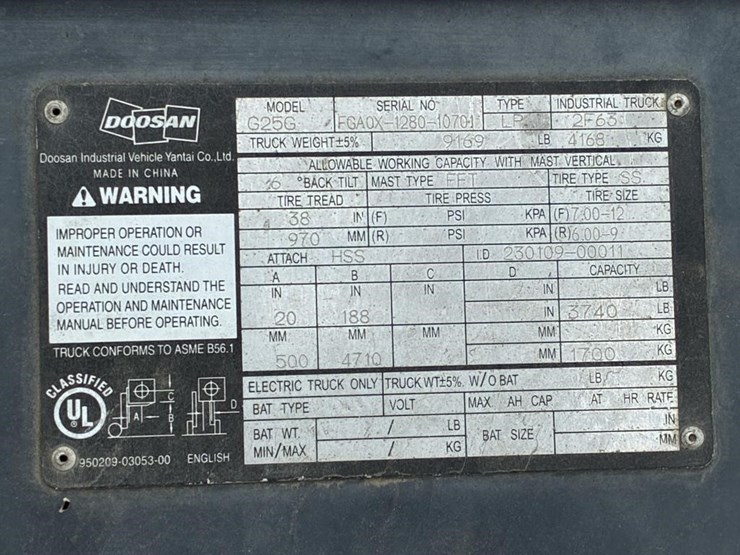 DOOSAN
Doosan Industrial Vehicle Yantai Co.,Ltd.
MADE IN CHINA
WARNING
IMPROPER OPERATION OR
MAINTENANCE COULD RESULT
IN INJURY OR DEATH.
READ AND UNDERSTAND THE
OPERATION AND MAINTENANCE
MANUAL BEFORE OPERATING.
TRUCK CONFORMS TO ASME B56.1
CLASSIFIED
UL ®
C
A B D
950209-03053-00 ENGLISH
MODEL SERIAL NO TYPE INDUSTRIAL TRUCK
G25G FGA0X-1280-10701 LP 2F63
TRUCK WEIGHT±5% 9169 LB 4168 KG
ALLOWABLE WORKING CAPACITY WITH MAST VERTICAL
6 °BACK TILT MAST TYPE FFT TIRE TYPE SS
TIRE TREAD TIRE PRESS TIRE SIZE
38 IN (F) PSI KPA (F)7.00-12
970 MM (R) PSI KPA (R)6.00-9
ATTACH HSS I.D 230109-00011
A B C D CAPACITY
IN IN IN IN LB
20 188 IN 3740 LB
MM MM MM MM KG
500 4710 MM 1700 KG
ELECTRIC TRUCK ONLY TRUCK WT±5%. W/O BAT LB/ KG
BAT TYPE VOLT MAX AH CAP AT HR RATE
BAT WT. / LB BAT SIZE IN
MIN/MAX / KG MM